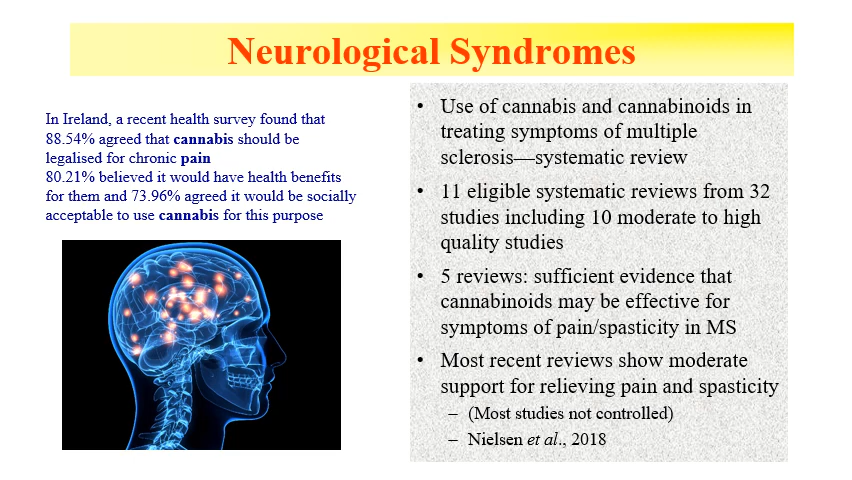 Neurological Syndromes
In Ireland, a recent health survey found that
88.54% agreed that cannabis should be
legalised for chronic pain
80.21% believed it would have health benefits
for them and 73.96% agreed it would be socially
acceptable to use cannabis for this purpose
• Use of cannabis and cannabinoids in
treating symptoms of multiple
sclerosis—systematic review
• 11 eligible systematic reviews from 32
studies including 10 moderate to high
quality studies
• 5 reviews: sufficient evidence that
cannabinoids may be effective for
symptoms of pain/spasticity in MS
• Most recent reviews show moderate
support for relieving pain and spasticity
– (Most studies not controlled)
– Nielsen et al., 2018